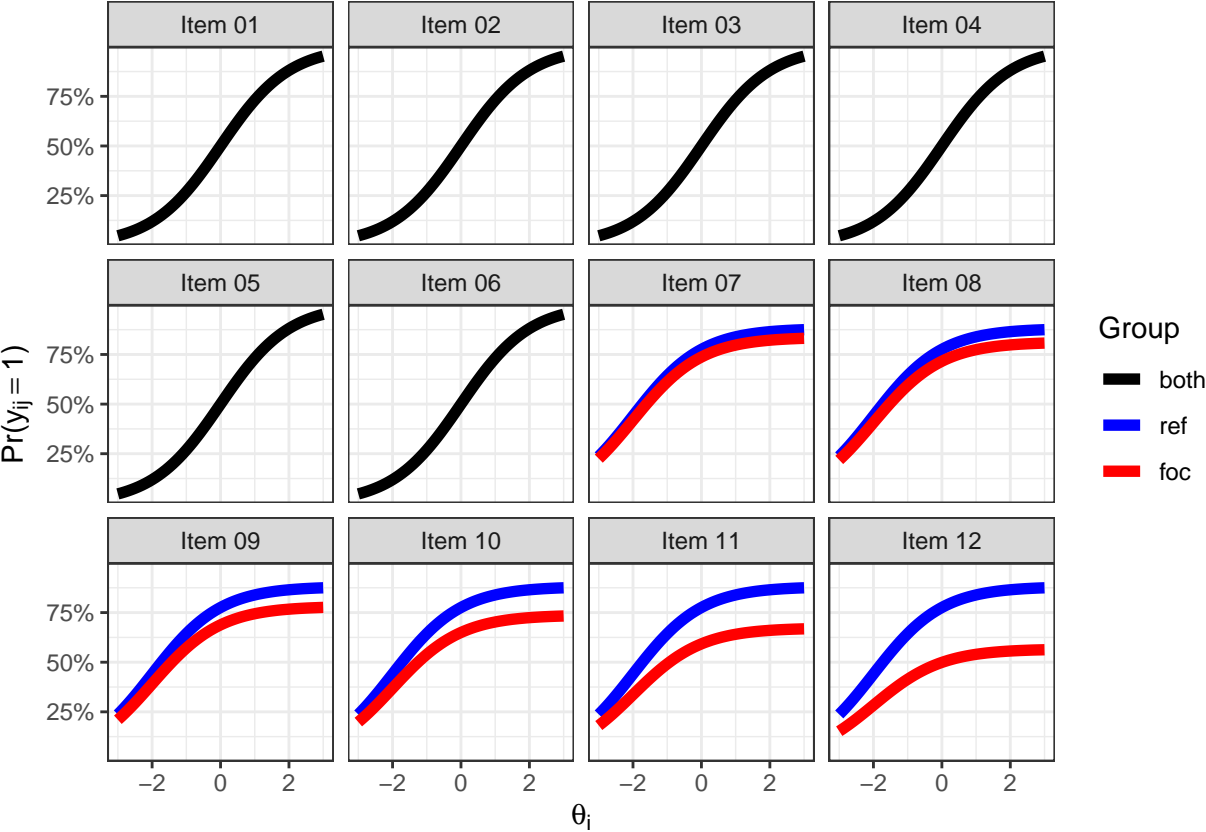 Item 01 Item 02 Item 03 Item 04
75%
50%
25%
Item 05 Item 06 Item 07 Item 08
75%
50%
25%
Item 09 Item 10 Item 11 Item 12
75%
50%
25%
−2 0 2 −2 0 2 −2 0 2 −2 0 2
θi
Pr(yij = 1)
Group
both
ref
foc